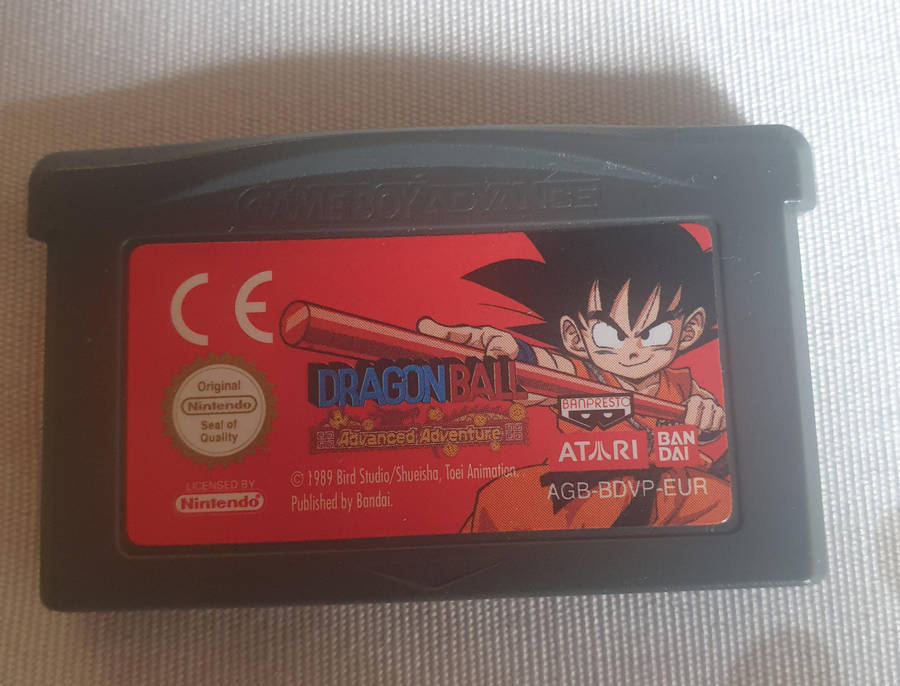 GAME BOY ADVANCE
CE
Original
Nintendo
Seal of
Quality
LICENSED BY
Nintendo
DRAGON BALL
Advanced Adventure
© 1989 Bird Studio/Shueisha, Toei Animation.
Published by Bandai.
BANPRESTO
ATARI
BAN
DAI
AGB-BDVP-EUR